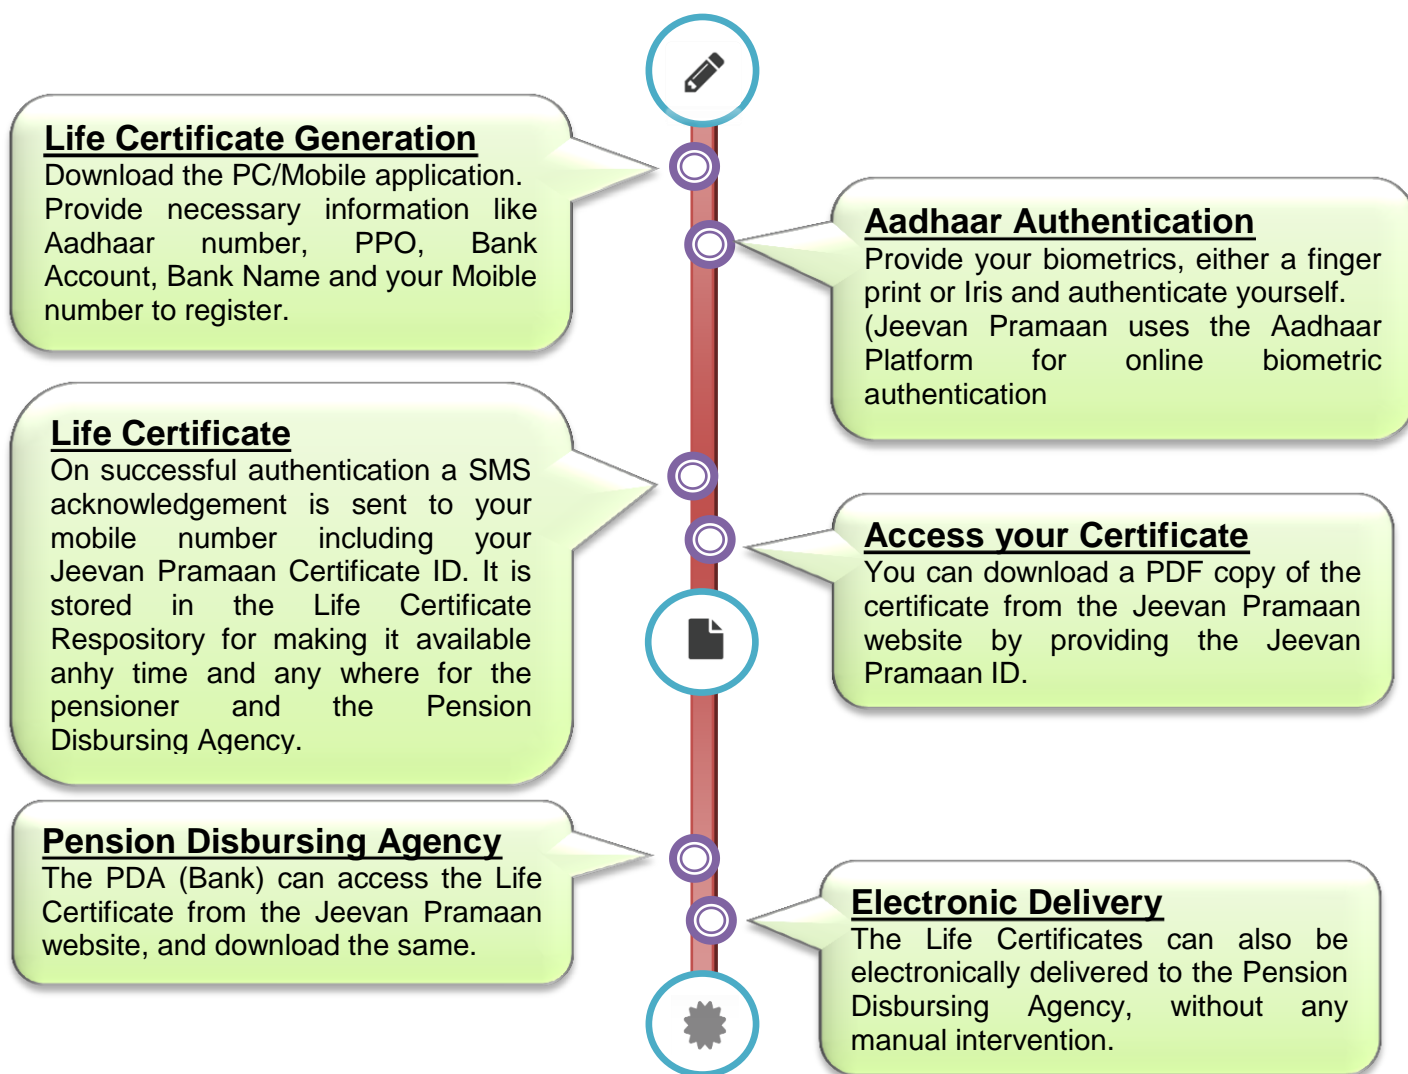 Life Certificate Generation
Download the PC/Mobile application.
Provide necessary information like
Aadhaar number, PPO, Bank
Account, Bank Name and your Moible
number to register.
Aadhaar Authentication
Provide your biometrics, either a finger
print or Iris and authenticate yourself.
(Jeevan Pramaan uses the Aadhaar
Platform for online biometric
authentication
Life Certificate
On successful authentication a SMS
acknowledgement is sent to your
mobile number including your
Jeevan Pramaan Certificate ID. It is
stored in the Life Certificate
Respository for making it available
anhy time and any where for the
pensioner and the Pension
Disbursing Agency.
Access your Certificate
You can download a PDF copy of the
certificate from the Jeevan Pramaan
website by providing the Jeevan
Pramaan ID.
Pension Disbursing Agency
The PDA (Bank) can access the Life
Certificate from the Jeevan Pramaan
website, and download the same.
Electronic Delivery
The Life Certificates can also be
electronically delivered to the Pension
Disbursing Agency, without any
manual intervention.